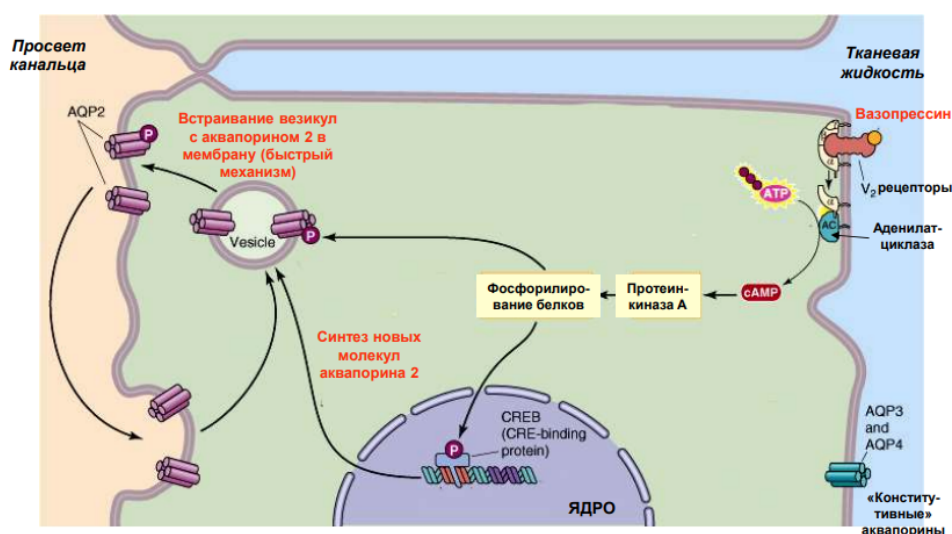 Просвет
канальца
Тканевая
жидкость
AQP2
P
Встраивание везикул
с аквапорином 2 в
мембрану (быстрый
механизм)
Вазопрессин
α
V2 рецепторы
ATP
α
AC
Аденилат-
циклаза
Vesicle
P
Фосфорилиро-
вание белков
Протеин-
киназа А
cAMP
Синтез новых
молекул
аквапорина 2
CREB
(CRE-binding
protein)
P
ЯДРО
AQP3
and
AQP4
«Конститу-
тивные»
аквапорины